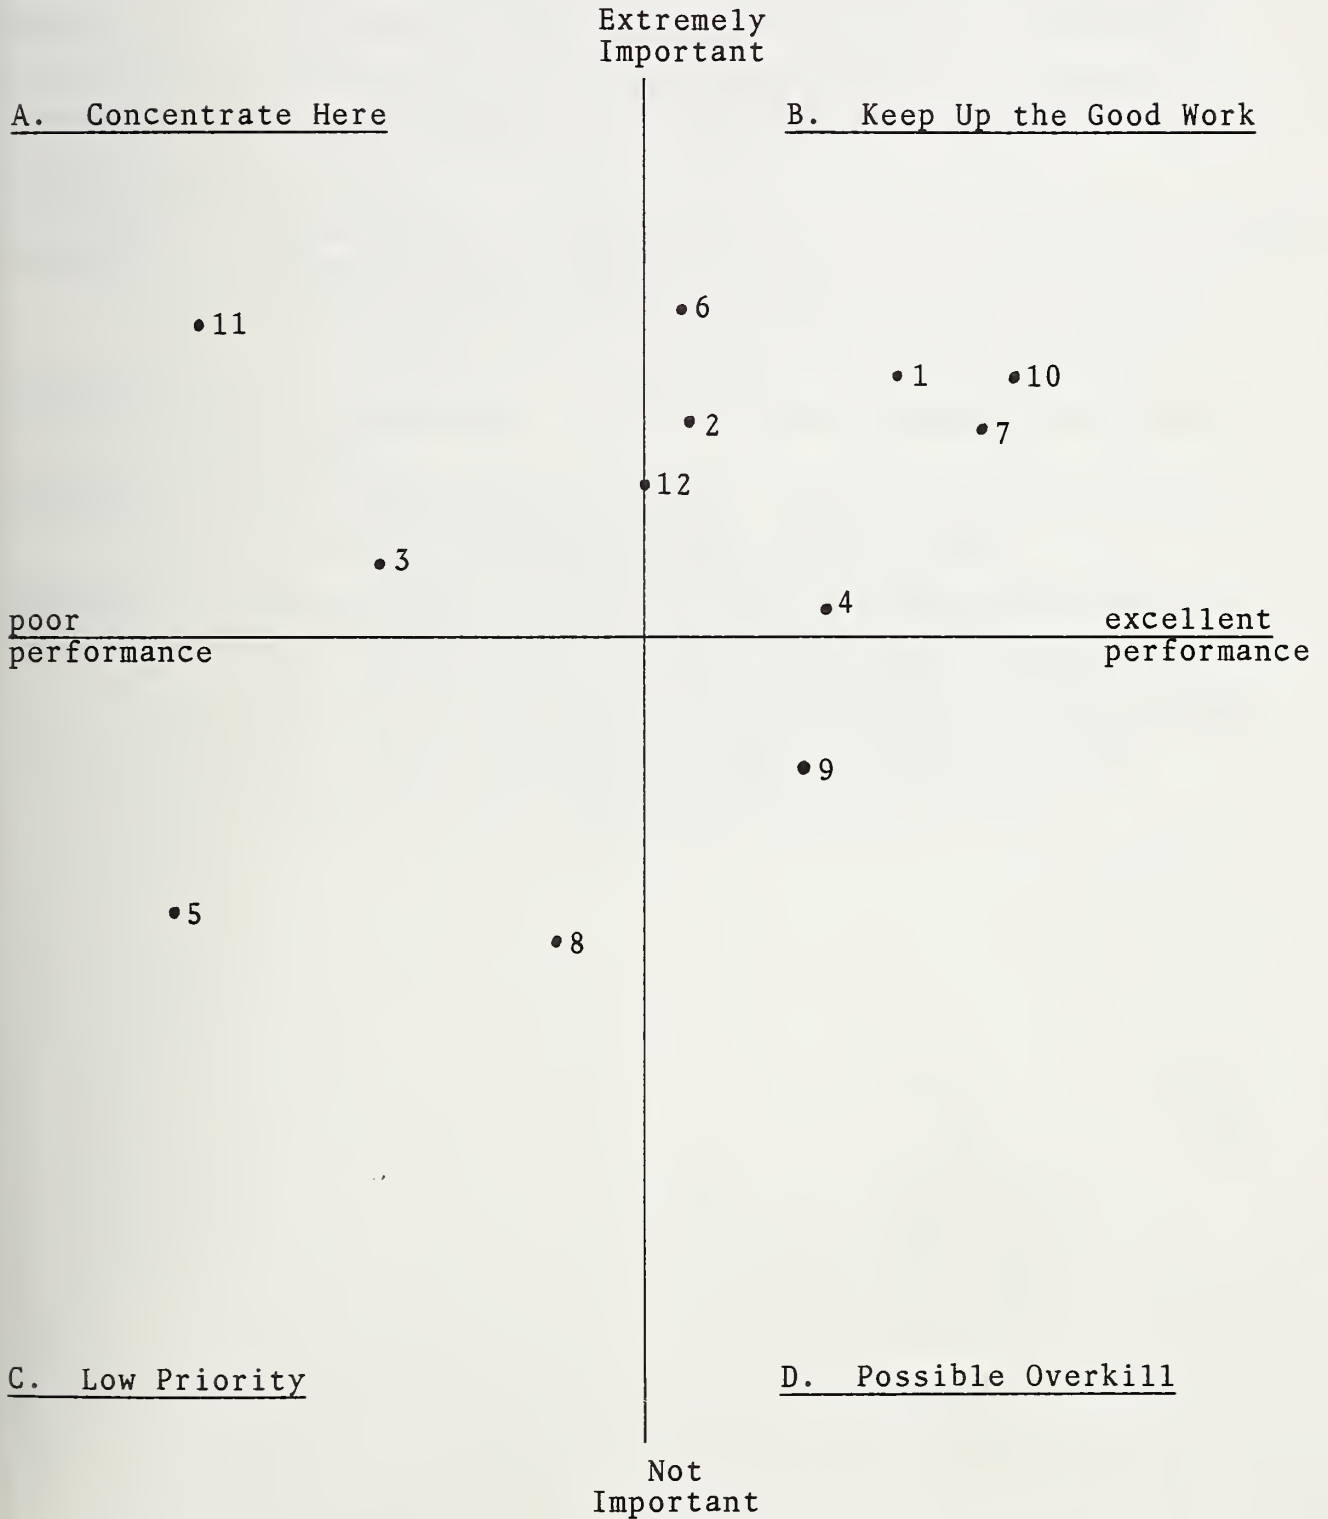 Extremely
Important
A. Concentrate Here
B. Keep Up the Good Work
6
11
1
10
2
7
12
3
4
poor
performance
excellent
performance
9
5
8
C. Low Priority
D. Possible Overkill
Not
Important